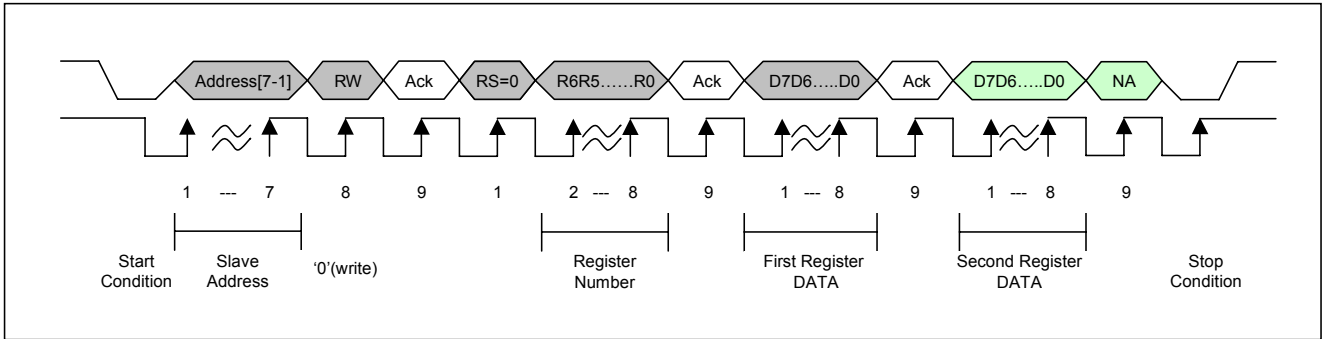 Address[7-1] RW Ack RS=0 R6R5......R0 Ack D7D6.....D0 Ack D7D6.....D0 NA
1 --- 7 8 9 1 2 --- 8 9 1 --- 8 9 1 --- 8 9
Start Condition
Slave Address
'0'(write)
Register Number
First Register DATA
Second Register DATA
Stop Condition